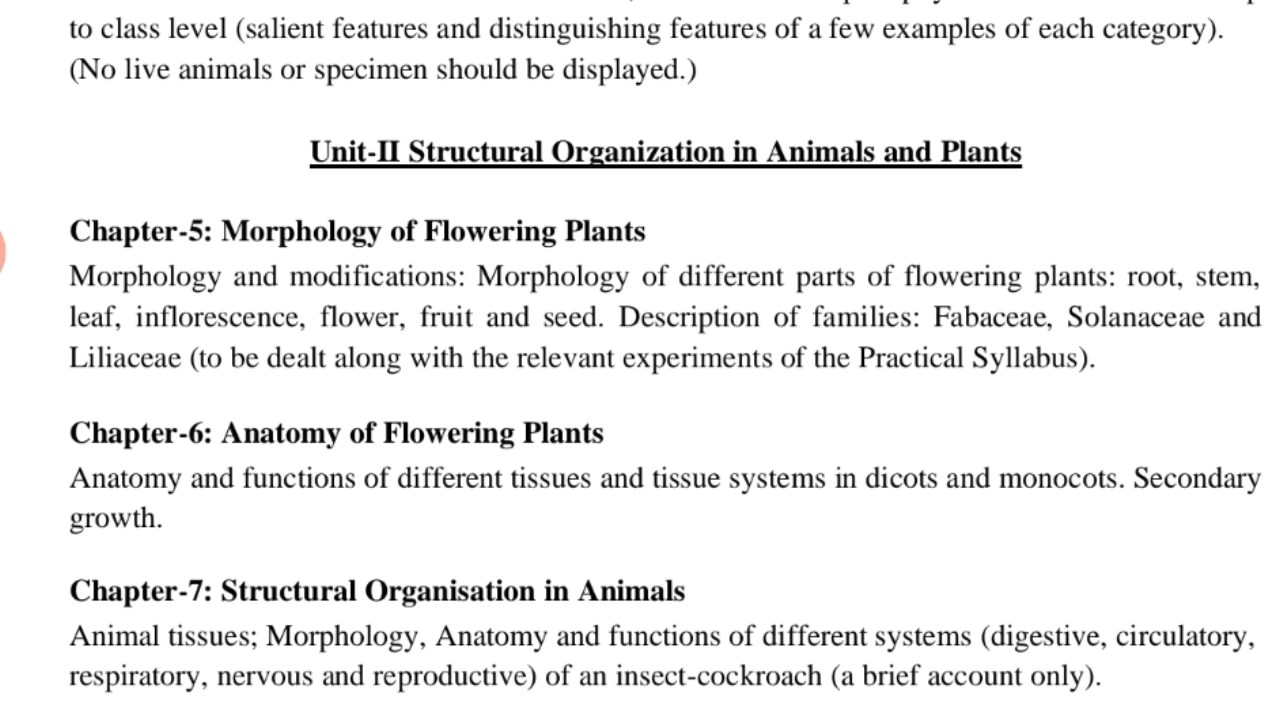 to class level (salient features and distinguishing features of a few examples of each category).
(No live animals or specimen should be displayed.)
Unit-II Structural Organization in Animals and Plants
Chapter-5: Morphology of Flowering Plants
Morphology and modifications: Morphology of different parts of flowering plants: root, stem,
leaf, inflorescence, flower, fruit and seed. Description of families: Fabaceae, Solanaceae and
Liliaceae (to be dealt along with the relevant experiments of the Practical Syllabus).
Chapter-6: Anatomy of Flowering Plants
Anatomy and functions of different tissues and tissue systems in dicots and monocots. Secondary
growth.
Chapter-7: Structural Organisation in Animals
Animal tissues; Morphology, Anatomy and functions of different systems (digestive, circulatory,
respiratory, nervous and reproductive) of an insect-cockroach (a brief account only).